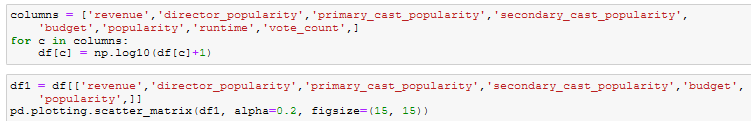 columns = ['revenue','director_popularity','primary_cast_popularity','secondary_cast_popularity',
'budget','popularity','runtime','vote_count',]
for c in columns:
df[c] = np.log10(df[c]+1)
df1 = df[['revenue','director_popularity','primary_cast_popularity','secondary_cast_popularity','budget',
'popularity',]]
pd.plotting.scatter_matrix(df1, alpha=0.2, figsize=(15, 15))